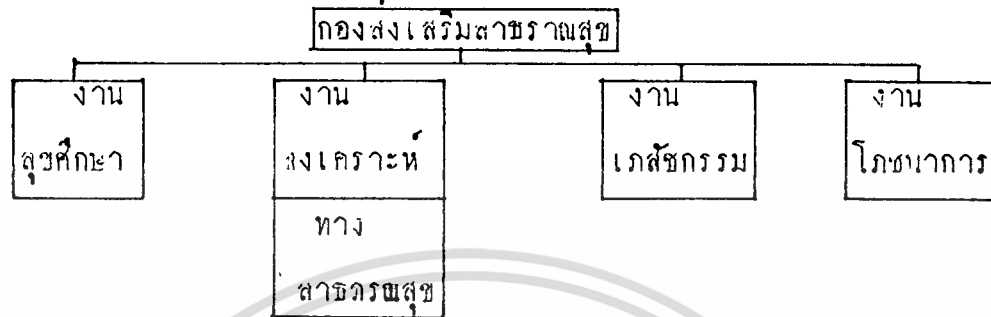 กองส่งเสริมสาธารณสุข
งาน
สุขศึกษา
งาน
สงเคราะห์
ทาง
สาธารณสุข
งาน
เภสัชกรรม
งาน
โภชนาการ